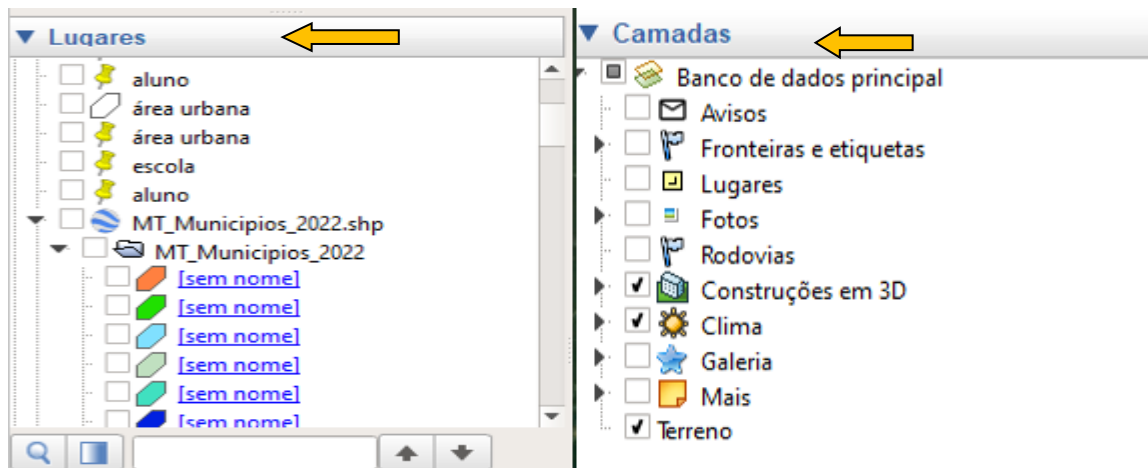 Lugares
aluno
área urbana
área urbana
escola
aluno
MT_Municipios_2022.shp
MT_Municipios_2022
[sem nome]
[sem nome]
[sem nome]
[sem nome]
[sem nome]
[sem nome]
Camadas
Banco de dados principal
Avisos
Fronteiras e etiquetas
Lugares
Fotos
Rodovias
Construções em 3D
Clima
Galeria
Mais
Terreno